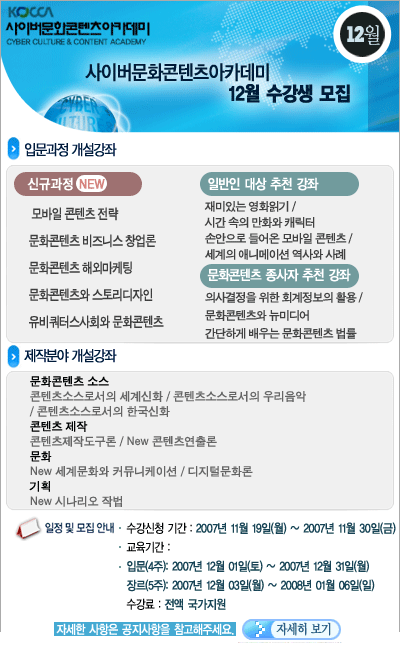 KOCCA
사이버문화콘텐츠아카데미
CYBER CULTURE & CONTENT ACADEMY
12월
사이버문화콘텐츠아카데미
12월 수강생 모집
CYBER
CULTURE
입문과정 개설강좌
신규과정 NEW
모바일 콘텐츠 전략
문화콘텐츠 비즈니스 창업론
문화콘텐츠 해외마케팅
문화콘텐츠와 스토리디자인
유비쿼터스사회와 문화콘텐츠
일반인 대상 추천 강좌
재미있는 영화읽기 /
시간 속의 만화와 캐릭터
손안으로 들어온 모바일 콘텐츠 /
세계의 애니메이션 역사와 사례
문화콘텐츠 종사자 추천 강좌
의사결정을 위한 회계정보의 활용 /
문화콘텐츠와 뉴미디어
간단하게 배우는 문화콘텐츠 법률
제작분야 개설강좌
문화콘텐츠 소스
콘텐츠소스로서의 세계신화 / 콘텐츠소스로서의 우리음악
/ 콘텐츠소스로서의 한국신화
콘텐츠 제작
콘텐츠제작도구론 / New 콘텐츠연출론
문화
New 세계문화와 커뮤니케이션 / 디지털문화론
기획
New 시나리오 작법
일정 및 모집 안내 · 수강신청 기간 : 2007년 11월 19일(월) ~ 2007년 11월 30일(금)
· 교육기간 :
· 입문(4주): 2007년 12월 01일(토) ~ 2007년 12월 31일(월)
장르(5주): 2007년 12월 03일(월) ~ 2008년 01월 06일(일)
수강료 : 전액 국가지원
자세한 사항은 공지사항을 참고해주세요.
자세히 보기